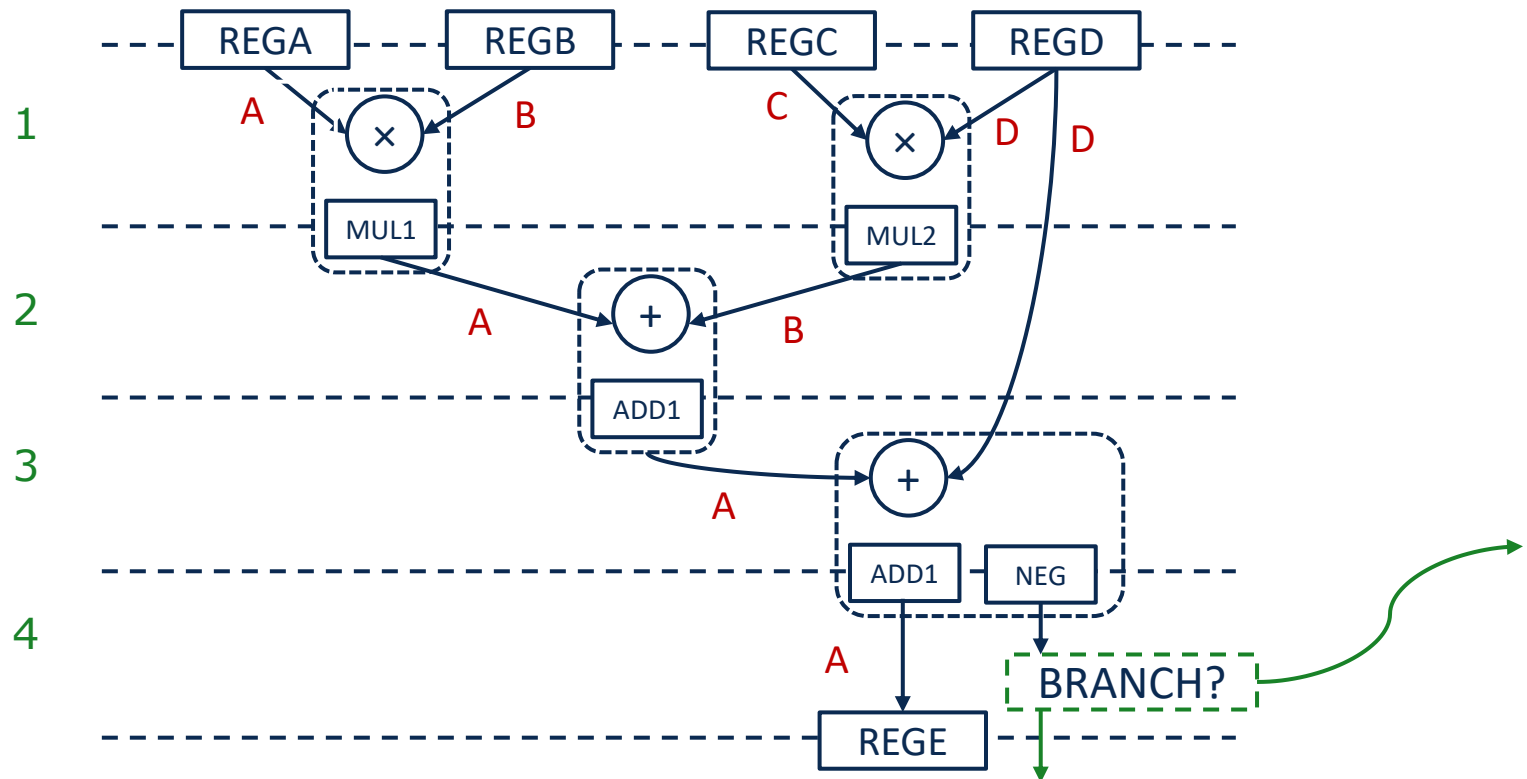 REGA REGB REGC REGD
1 A × B C × D D
MUL1 MUL2
2 A + B
ADD1
3 A +
ADD1 NEG
4 A BRANCH?
REGE